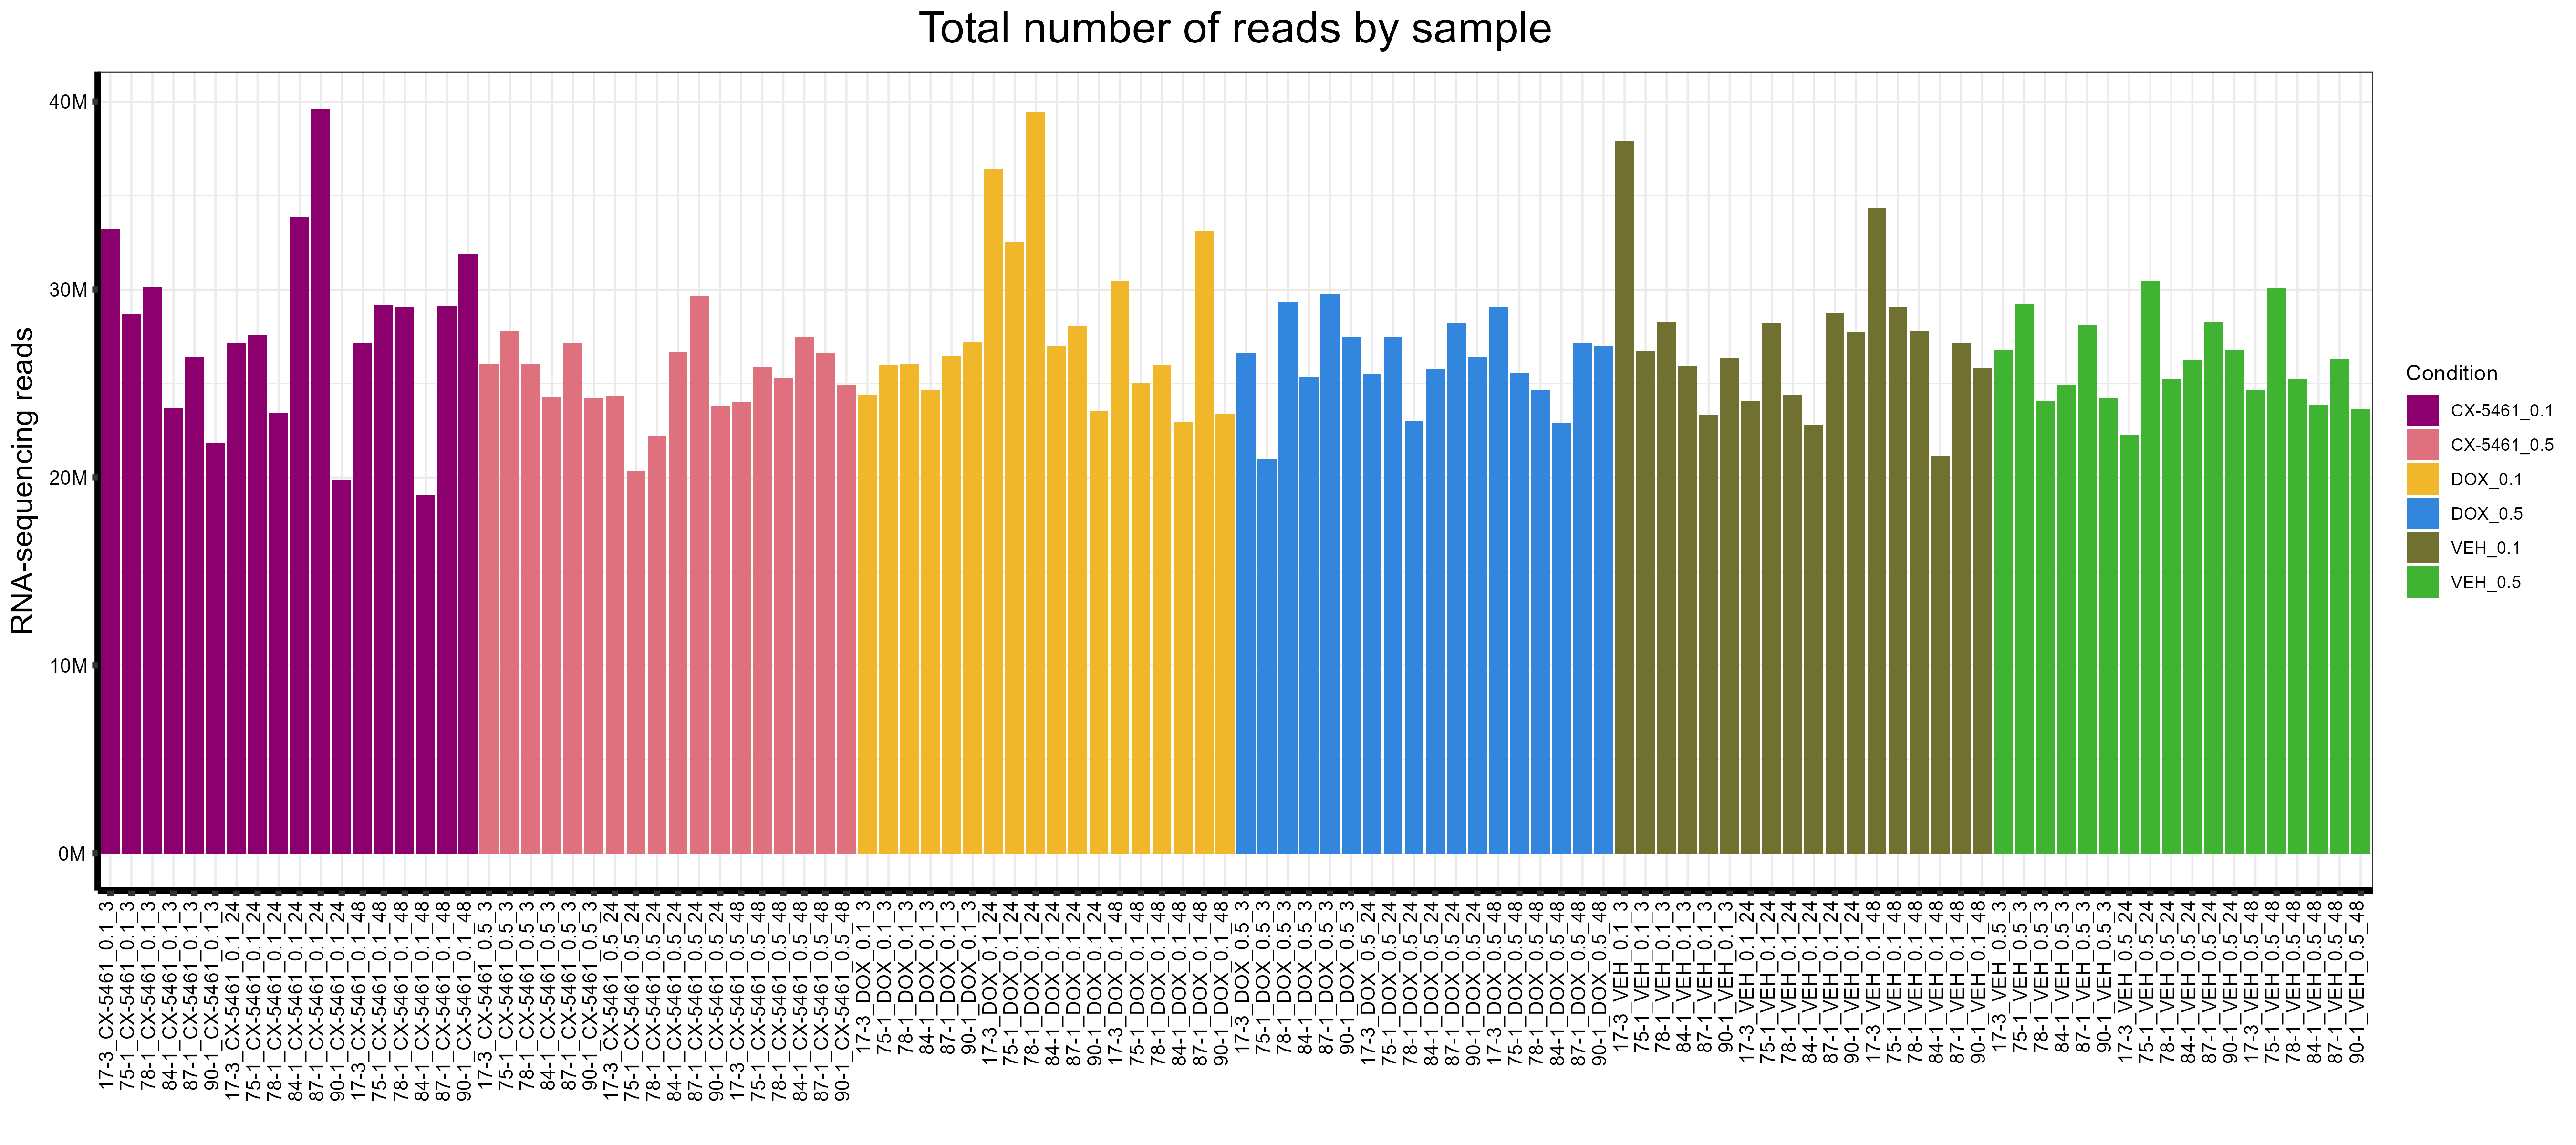 Total number of reads by sample
RNA-sequencing reads
40M
30M
20M
10M
0M
17-3_CX-5461_0.1_3
75-1_CX-5461_0.1_3
78-1_CX-5461_0.1_3
84-1_CX-5461_0.1_3
87-1_CX-5461_0.1_3
90-1_CX-5461_0.1_3
17-3_CX-5461_0.1_24
75-1_CX-5461_0.1_24
78-1_CX-5461_0.1_24
84-1_CX-5461_0.1_24
87-1_CX-5461_0.1_24
90-1_CX-5461_0.1_24
17-3_CX-5461_0.1_48
75-1_CX-5461_0.1_48
78-1_CX-5461_0.1_48
84-1_CX-5461_0.1_48
87-1_CX-5461_0.1_48
90-1_CX-5461_0.1_48
17-3_CX-5461_0.5_3
75-1_CX-5461_0.5_3
78-1_CX-5461_0.5_3
84-1_CX-5461_0.5_3
87-1_CX-5461_0.5_3
90-1_CX-5461_0.5_3
17-3_CX-5461_0.5_24
75-1_CX-5461_0.5_24
78-1_CX-5461_0.5_24
84-1_CX-5461_0.5_24
87-1_CX-5461_0.5_24
90-1_CX-5461_0.5_24
17-3_CX-5461_0.5_48
75-1_CX-5461_0.5_48
78-1_CX-5461_0.5_48
84-1_CX-5461_0.5_48
87-1_CX-5461_0.5_48
90-1_CX-5461_0.5_48
17-3_DOX_0.1_3
75-1_DOX_0.1_3
78-1_DOX_0.1_3
84-1_DOX_0.1_3
87-1_DOX_0.1_3
90-1_DOX_0.1_3
17-3_DOX_0.1_24
75-1_DOX_0.1_24
78-1_DOX_0.1_24
84-1_DOX_0.1_24
87-1_DOX_0.1_24
90-1_DOX_0.1_24
17-3_DOX_0.1_48
75-1_DOX_0.1_48
78-1_DOX_0.1_48
84-1_DOX_0.1_48
87-1_DOX_0.1_48
90-1_DOX_0.1_48
17-3_DOX_0.5_3
75-1_DOX_0.5_3
78-1_DOX_0.5_3
84-1_DOX_0.5_3
87-1_DOX_0.5_3
90-1_DOX_0.5_3
17-3_DOX_0.5_24
75-1_DOX_0.5_24
78-1_DOX_0.5_24
84-1_DOX_0.5_24
87-1_DOX_0.5_24
90-1_DOX_0.5_24
17-3_DOX_0.5_48
75-1_DOX_0.5_48
78-1_DOX_0.5_48
84-1_DOX_0.5_48
87-1_DOX_0.5_48
90-1_DOX_0.5_48
17-3_VEH_0.1_3
75-1_VEH_0.1_3
78-1_VEH_0.1_3
84-1_VEH_0.1_3
87-1_VEH_0.1_3
90-1_VEH_0.1_3
17-3_VEH_0.1_24
75-1_VEH_0.1_24
78-1_VEH_0.1_24
84-1_VEH_0.1_24
87-1_VEH_0.1_24
90-1_VEH_0.1_24
17-3_VEH_0.1_48
75-1_VEH_0.1_48
78-1_VEH_0.1_48
84-1_VEH_0.1_48
87-1_VEH_0.1_48
90-1_VEH_0.1_48
17-3_VEH_0.5_3
75-1_VEH_0.5_3
78-1_VEH_0.5_3
84-1_VEH_0.5_3
87-1_VEH_0.5_3
90-1_VEH_0.5_3
17-3_VEH_0.5_24
75-1_VEH_0.5_24
78-1_VEH_0.5_24
84-1_VEH_0.5_24
87-1_VEH_0.5_24
90-1_VEH_0.5_24
17-3_VEH_0.5_48
75-1_VEH_0.5_48
78-1_VEH_0.5_48
84-1_VEH_0.5_48
87-1_VEH_0.5_48
90-1_VEH_0.5_48
Condition
CX-5461_0.1
CX-5461_0.5
DOX_0.1
DOX_0.5
VEH_0.1
VEH_0.5